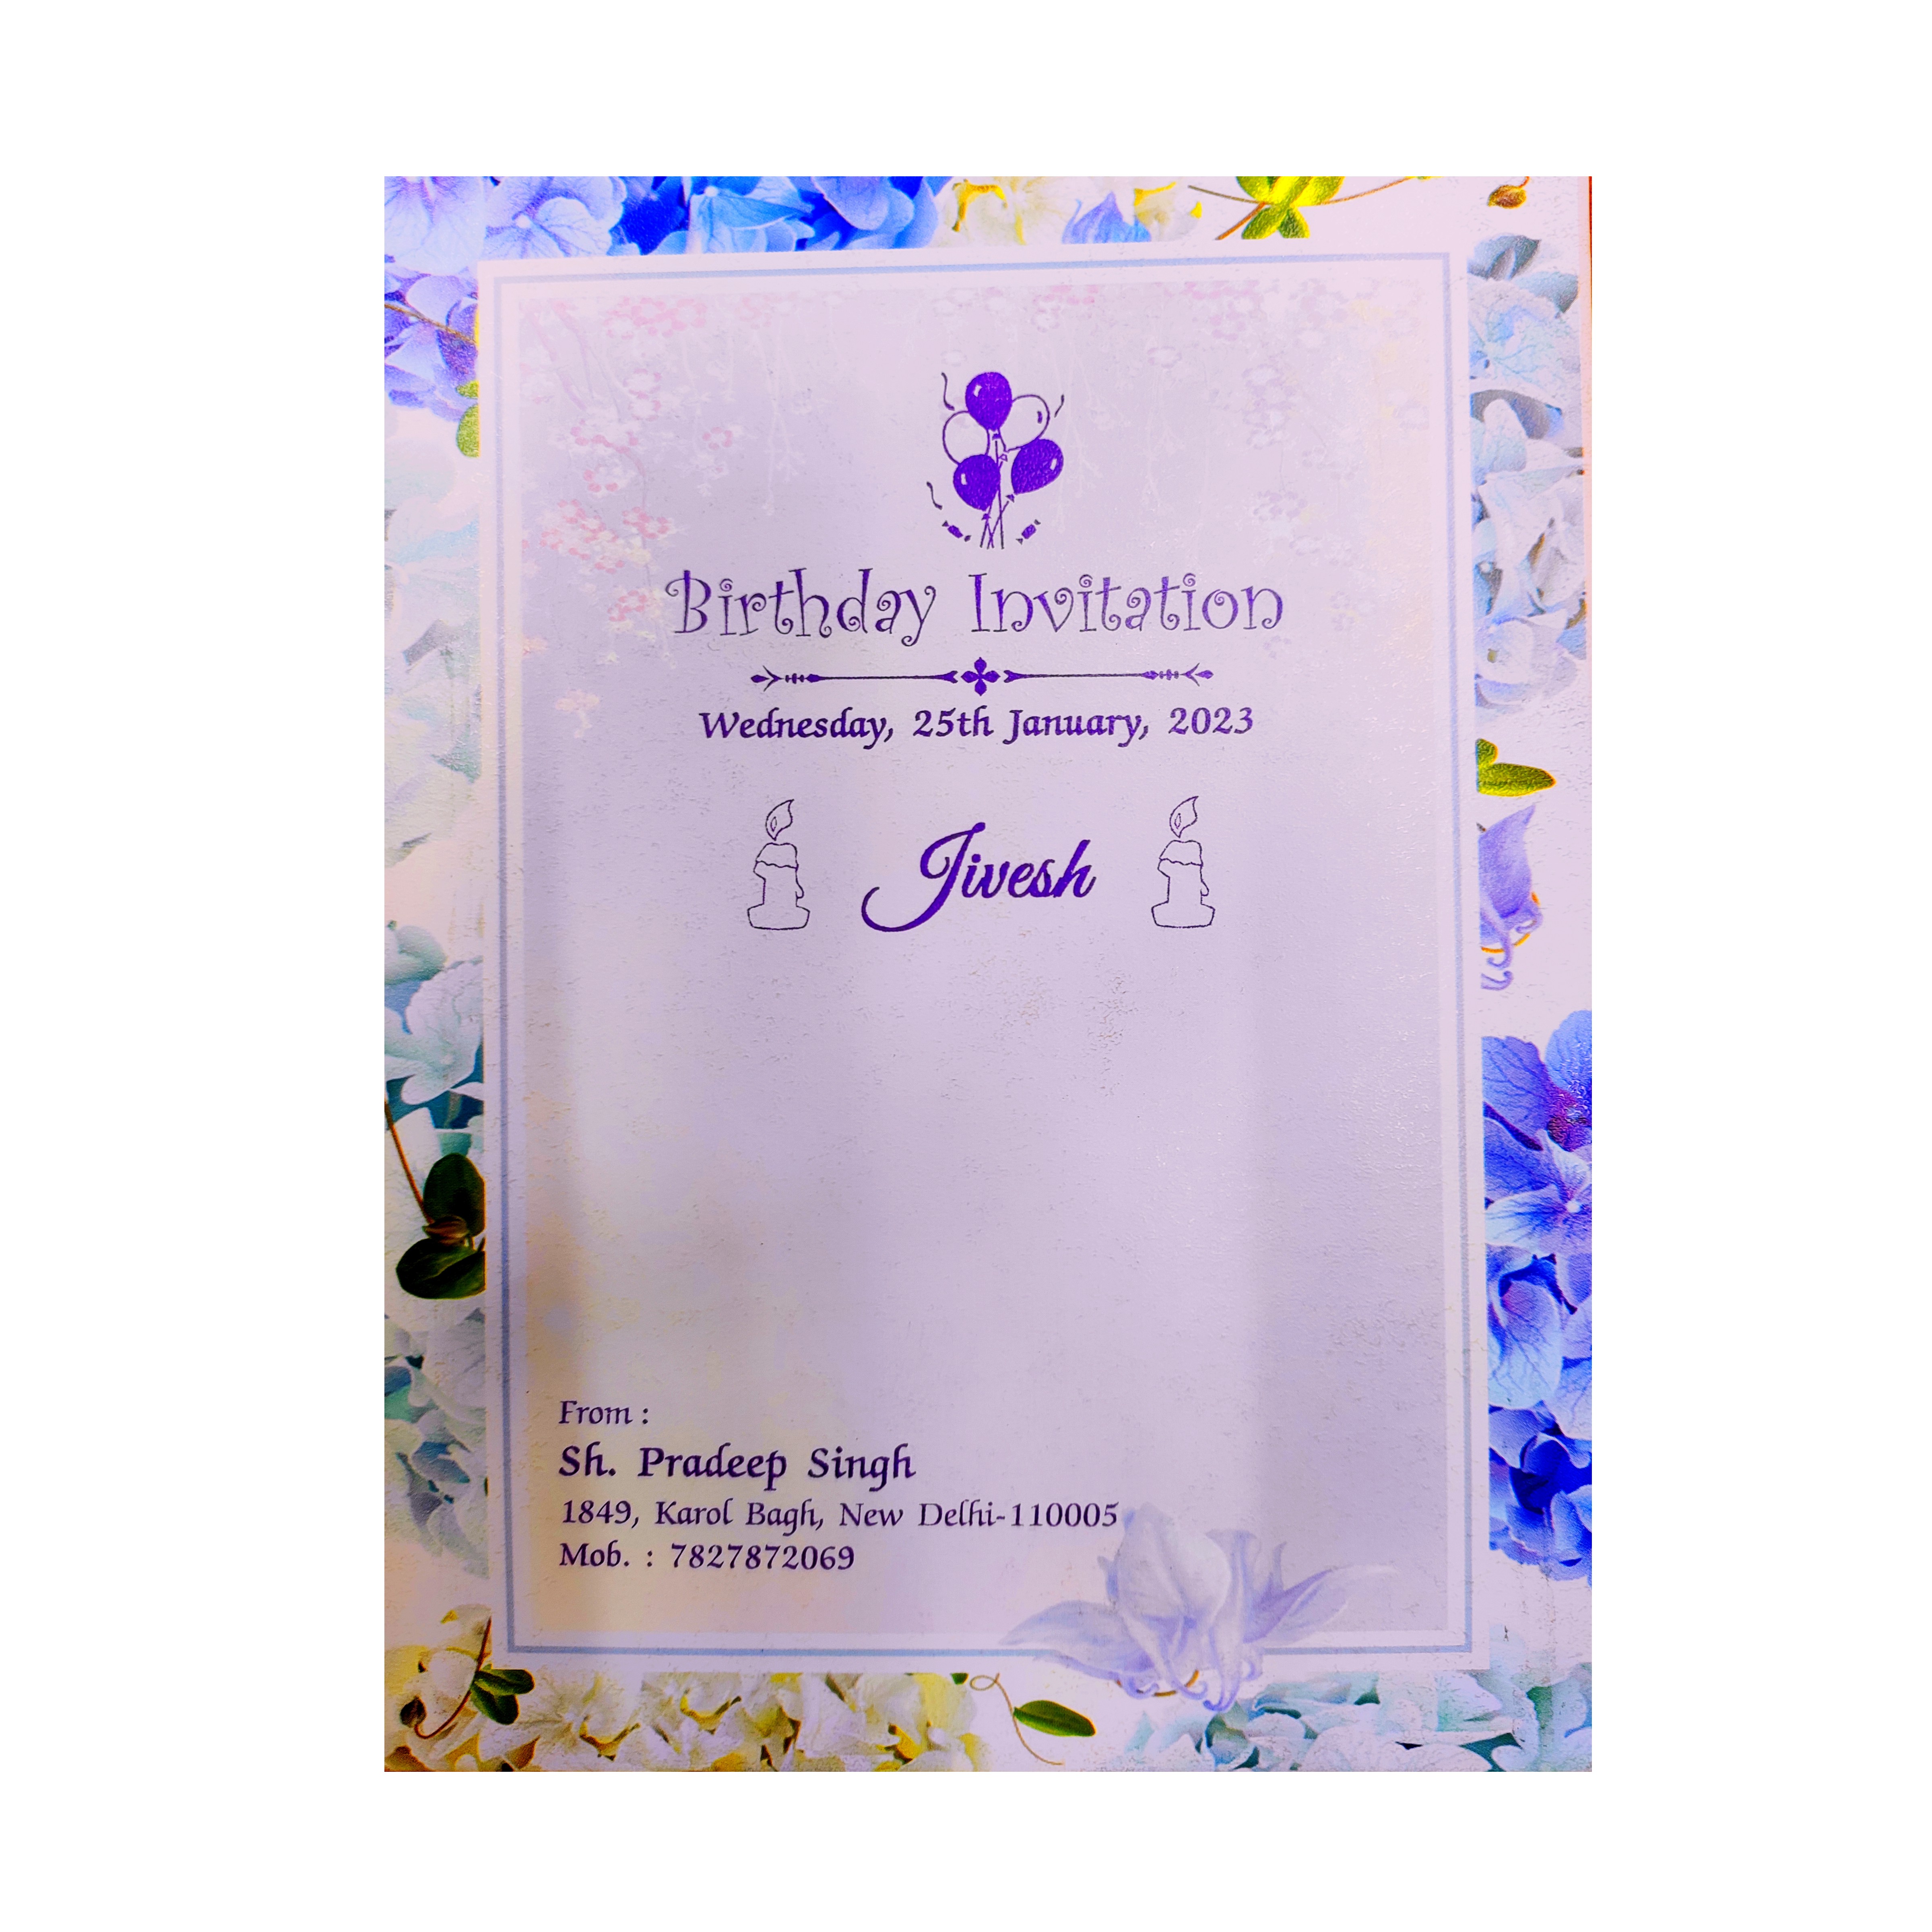 Birthday Invitation
Wednesday, 25th January, 2023
Jivesh
From :
Sh. Pradeep Singh
1849, Karol Bagh, New Delhi-110005
Mob. : 7827872069